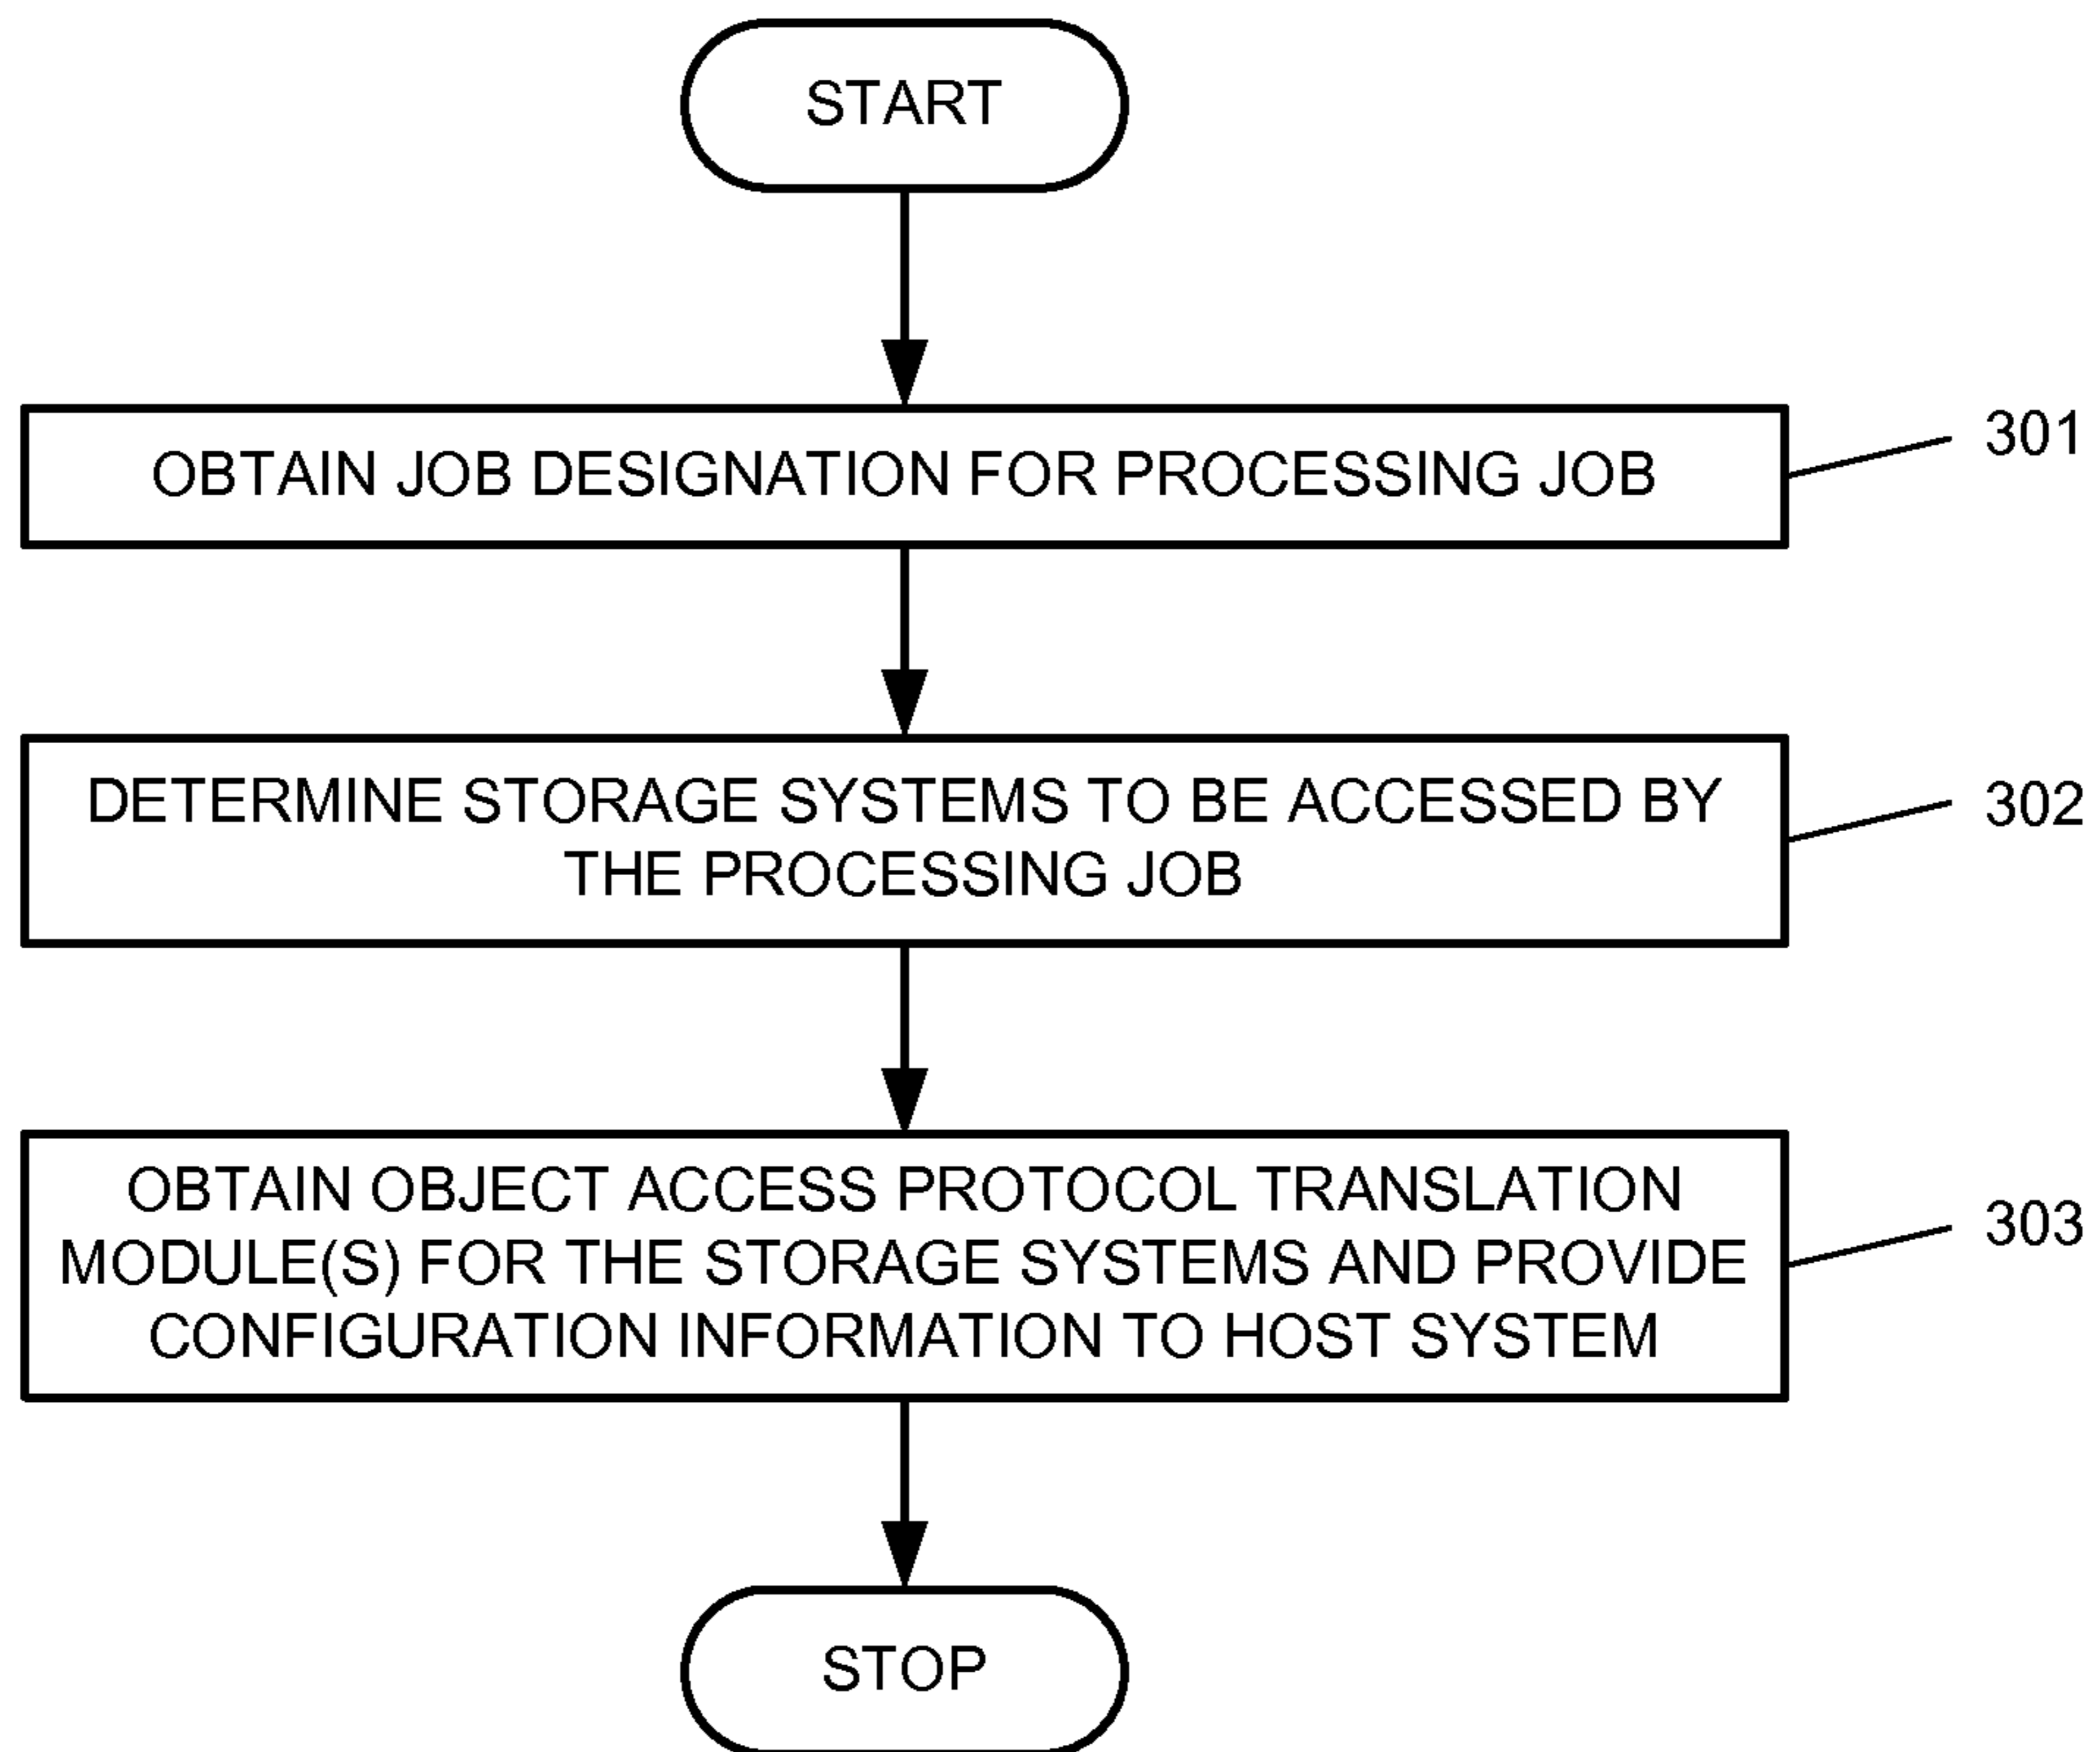 START
OBTAIN JOB DESIGNATION FOR PROCESSING JOB
301
DETERMINE STORAGE SYSTEMS TO BE ACCESSED BY
THE PROCESSING JOB
302
OBTAIN OBJECT ACCESS PROTOCOL TRANSLATION
MODULE(S) FOR THE STORAGE SYSTEMS AND PROVIDE
CONFIGURATION INFORMATION TO HOST SYSTEM
303
STOP